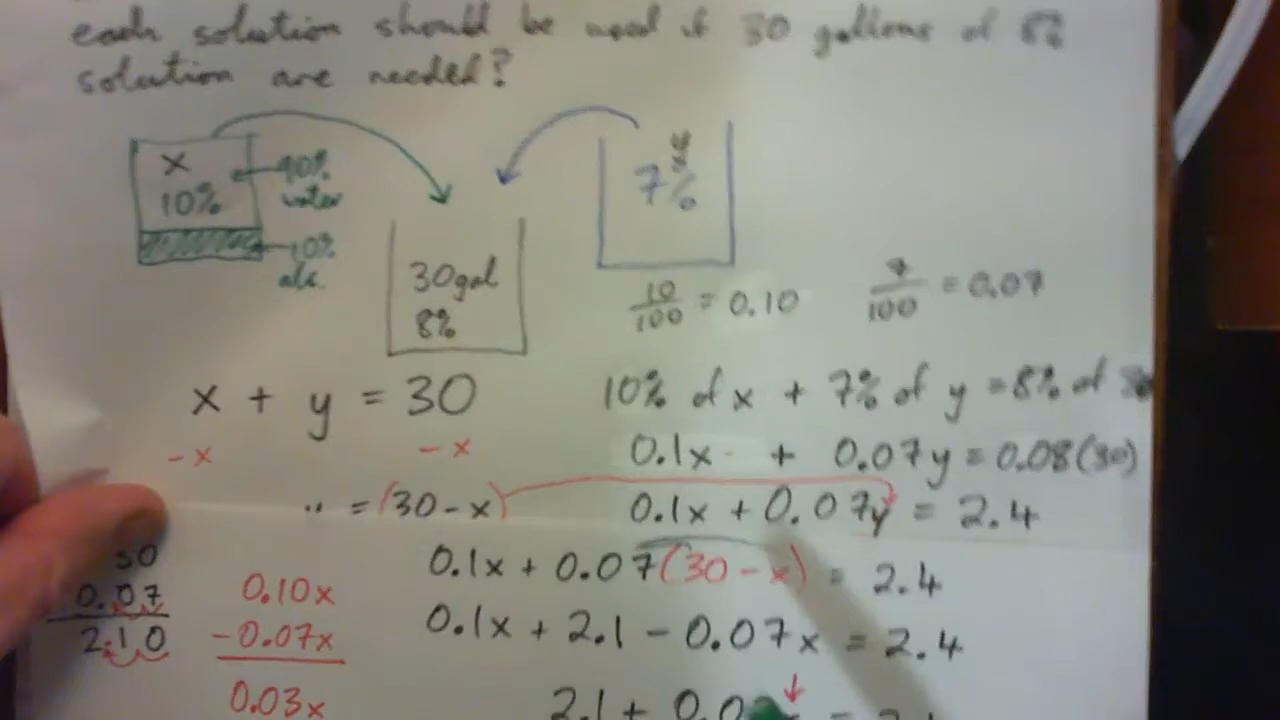 each solution should be used if 30 gallons of 8%
solution are needed?
x
10%
90%
water
10%
alc.
y
7%
30gal
8%
10/100 = 0.10
7/100 = 0.07
x + y = 30
-x -x
= (30-x)
10% of x + 7% of y = 8% of 30
0.1x + 0.07y = 0.08(30)
0.1x + 0.07y = 2.4
0.1x + 0.07(30-x) = 2.4
0.1x + 2.1 - 0.07x = 2.4
30
0.07
2.10
0.10x
-0.07x
0.03x
2.1 +